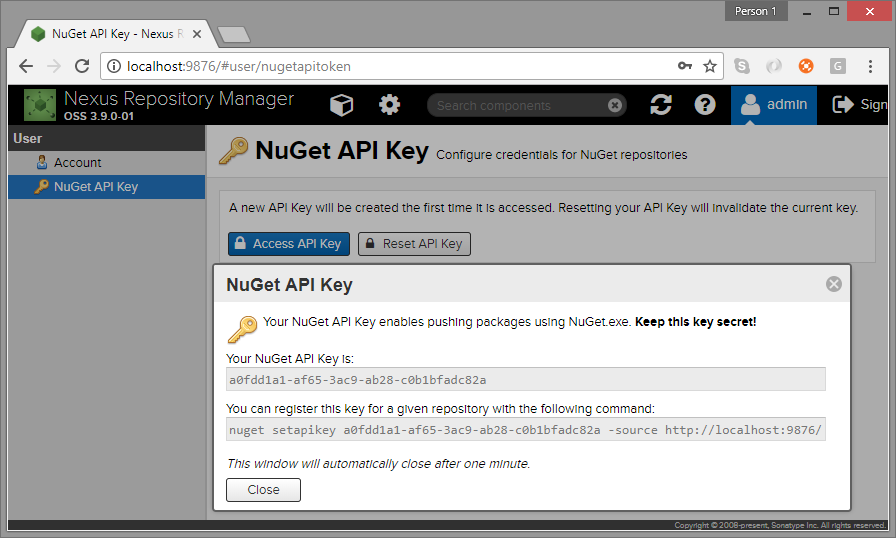 Person 1
NuGet API Key - Nexus R
localhost:9876/#user/nugetapitoken
Nexus Repository Manager
OSS 3.9.0-01
Search components
admin
Sign
User
Account
NuGet API Key
NuGet API Key Configure credentials for NuGet repositories
A new API Key will be created the first time it is accessed. Resetting your API Key will invalidate the current key.
Access API Key
Reset API Key
NuGet API Key
Your NuGet API Key enables pushing packages using NuGet.exe. Keep this key secret!
Your NuGet API Key is:
a0fdd1a1-af65-3ac9-ab28-c0b1bfadc82a
You can register this key for a given repository with the following command:
nuget setapikey a0fdd1a1-af65-3ac9-ab28-c0b1bfadc82a -source http://localhost:9876/
This window will automatically close after one minute.
Close
Copyright © 2008-present, Sonatype Inc. All rights reserved.